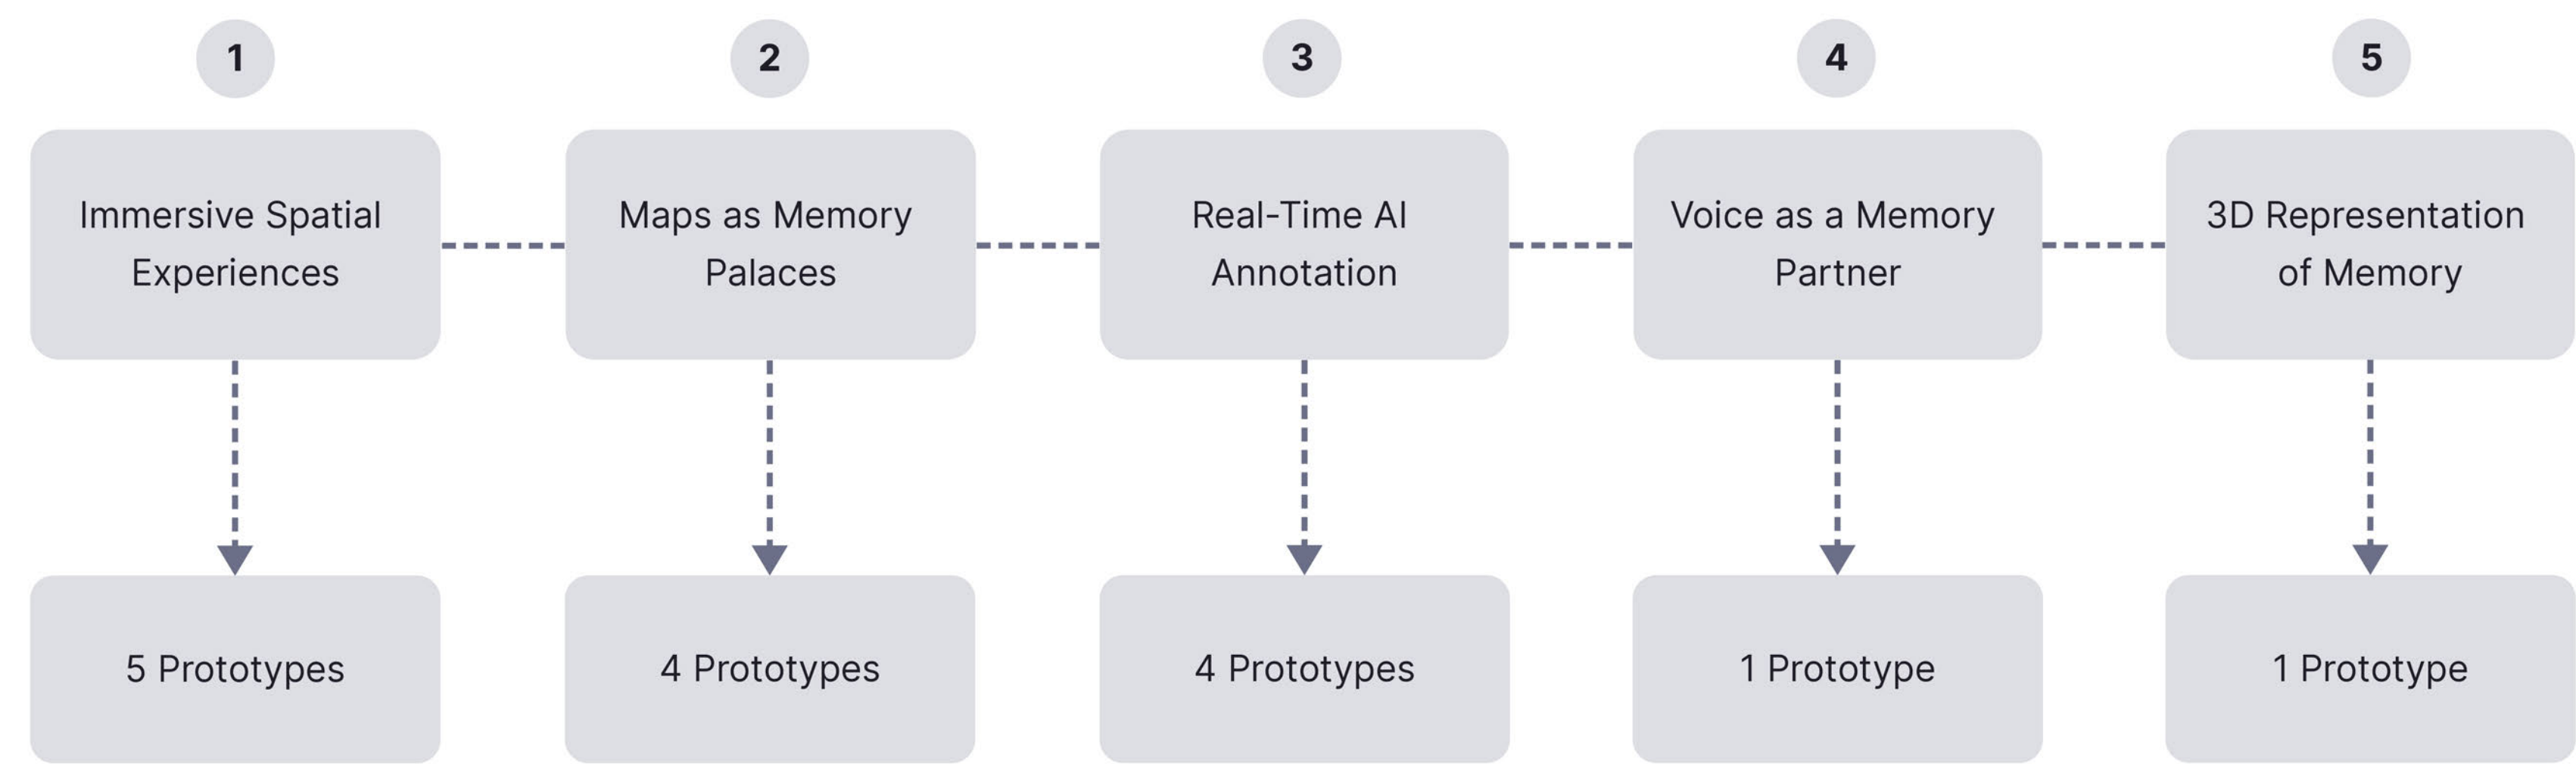 1
2
3
4
5
Immersive Spatial
Experiences
Maps as Memory
Palaces
Real-Time AI
Annotation
Voice as a Memory
Partner
3D Representation
of Memory
5 Prototypes
4 Prototypes
4 Prototypes
1 Prototype
1 Prototype